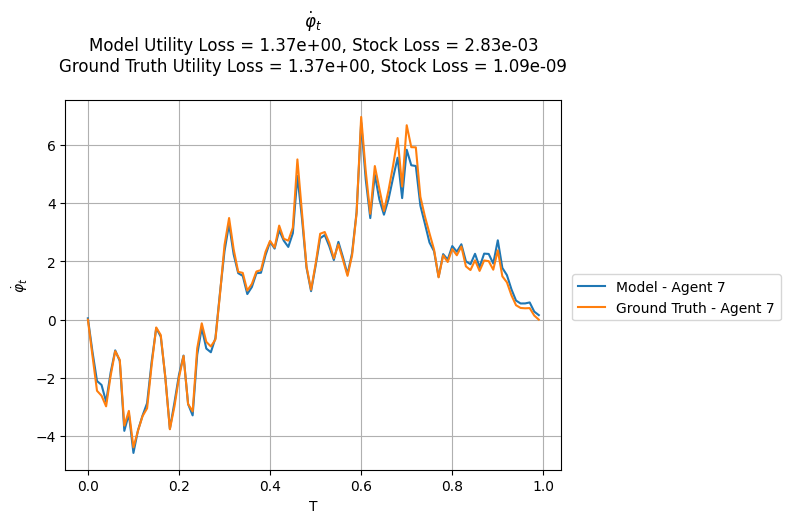 φ̇ₜ
Model Utility Loss = 1.37e+00, Stock Loss = 2.83e-03
Ground Truth Utility Loss = 1.37e+00, Stock Loss = 1.09e-09
φ̇ₜ
6
4
2
0
−2
−4
0.0 0.2 0.4 0.6 0.8 1.0
T
Model - Agent 7
Ground Truth - Agent 7